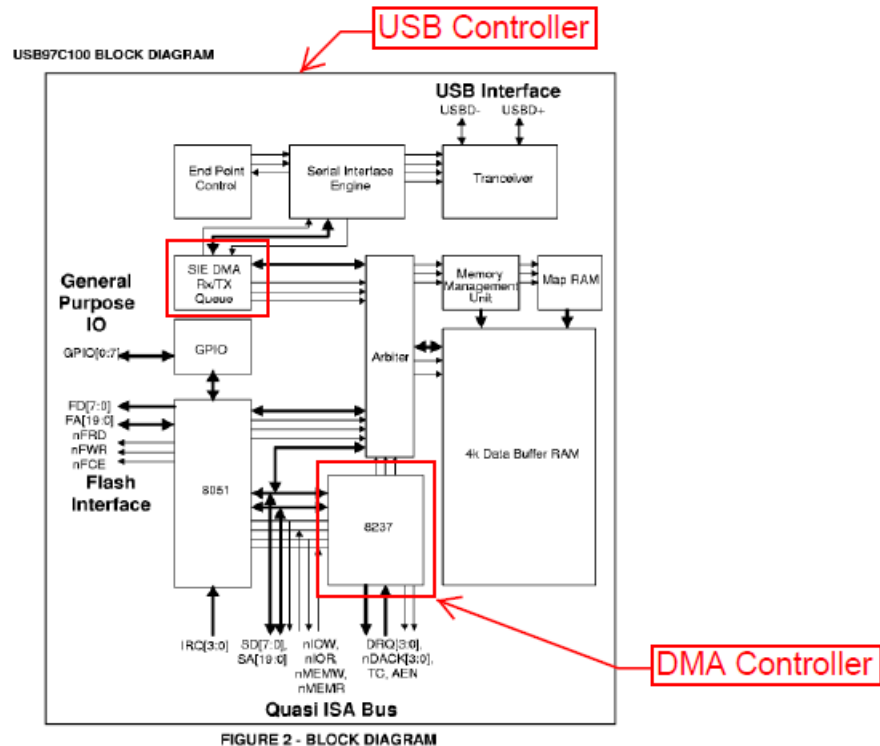 USB Controller
USB97C100 BLOCK DIAGRAM
USB Interface
USBD- USBD+
End Point
Control
Serial Interface
Engine
Tranceiver
SIE DMA
Rx/TX
Queue
General
Purpose
IO
GPIO[0:7]
GPIO
Arbiter
Memory
Management
Unit
Map RAM
4k Data Buffer RAM
FD[7:0]
FA[19:0]
nFRD
nFWR
nFCE
Flash
Interface
8051
8237
IRQ[3:0]
SD[7:0],
SA[19:0]
nIOW,
nIOR,
nMEMW,
nMEMR
DRQ[3:0],
nDACK[3:0],
TC, AEN
DMA Controller
Quasi ISA Bus
FIGURE 2 - BLOCK DIAGRAM